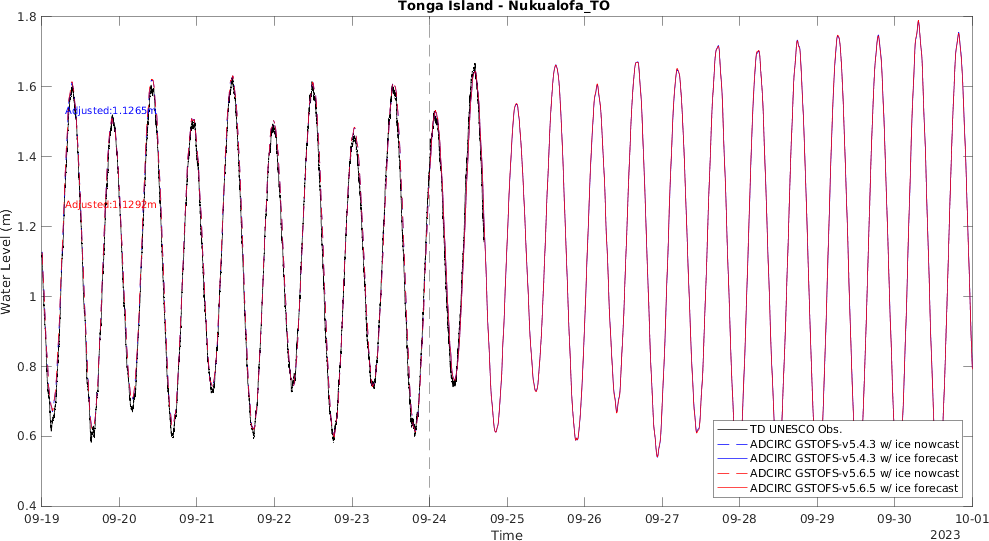 Tonga Island - Nukualofa_TO
1.8
1.6
1.4
1.2
1
0.8
0.6
0.4
Water Level (m)
Adjusted:1.1265m
Adjusted:1.1292m
TD UNESCO Obs.
ADCIRC GSTOFS-v5.4.3 w/ ice nowcast
ADCIRC GSTOFS-v5.4.3 w/ ice forecast
ADCIRC GSTOFS-v5.6.5 w/ ice nowcast
ADCIRC GSTOFS-v5.6.5 w/ ice forecast
09-19 09-20 09-21 09-22 09-23 09-24 09-25 09-26 09-27 09-28 09-29 09-30 10-01
Time
2023